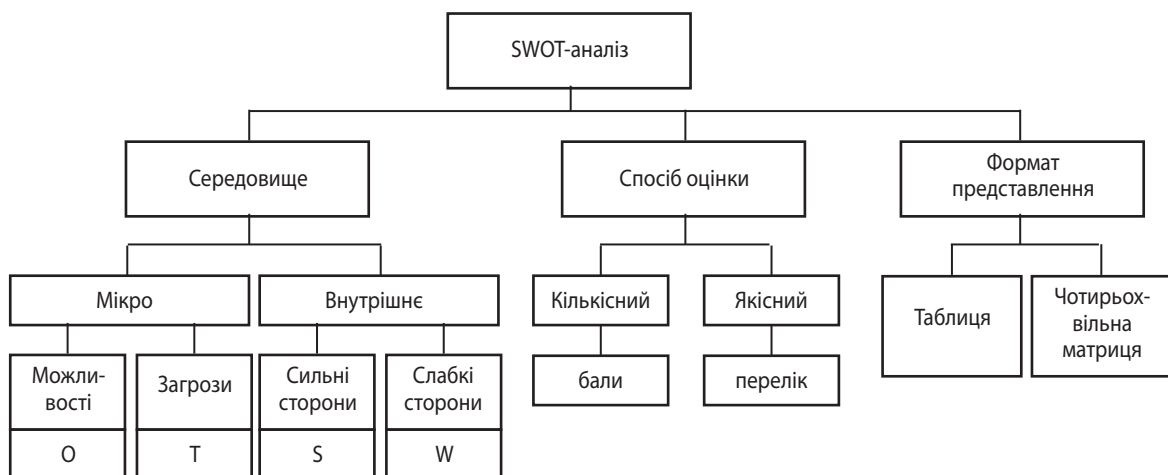 SWOT-аналіз
Середовище
Спосіб оцінки
Формат
представлення
Мікро
Внутрішнє
Кількісний
Якісний
Таблиця
Чотирьох-
вільна
матриця
Можли-
вості
Загрози
Сильні
сторони
Слабкі
сторони
бали
перелік
O
T
S
W